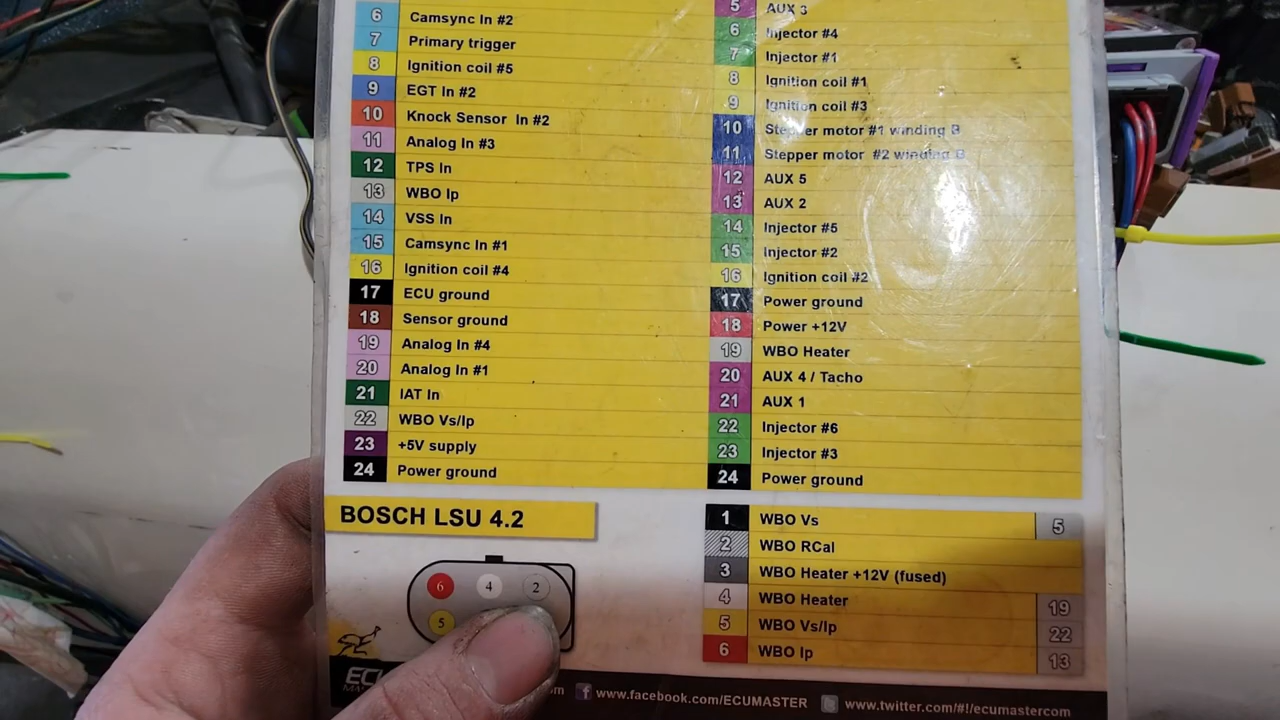 6 Camsync In #2
7 Primary trigger
8 Ignition coil #5
9 EGT In #2
10 Knock Sensor In #2
11 Analog In #3
12 TPS In
13 WBO Ip
14 VSS In
15 Camsync In #1
16 Ignition coil #4
17 ECU ground
18 Sensor ground
19 Analog In #4
20 Analog In #1
21 IAT In
22 WBO Vs/Ip
23 +5V supply
24 Power ground
5 AUX 3
6 Injector #4
7 Injector #1
8 Ignition coil #1
9 Ignition coil #3
10 Stepper motor #1 winding B
11 Stepper motor #2 winding B
12 AUX 5
13 AUX 2
14 Injector #5
15 Injector #2
16 Ignition coil #2
17 Power ground
18 Power +12V
19 WBO Heater
20 AUX 4 / Tacho
21 AUX 1
22 Injector #6
23 Injector #3
24 Power ground
BOSCH LSU 4.2
6 4 2
5
1 WBO Vs 5
2 WBO RCal
3 WBO Heater +12V (fused)
4 WBO Heater 19
5 WBO Vs/Ip 22
6 WBO Ip 13
www.facebook.com/ECUMASTER
www.twitter.com/#!/ecumastercom